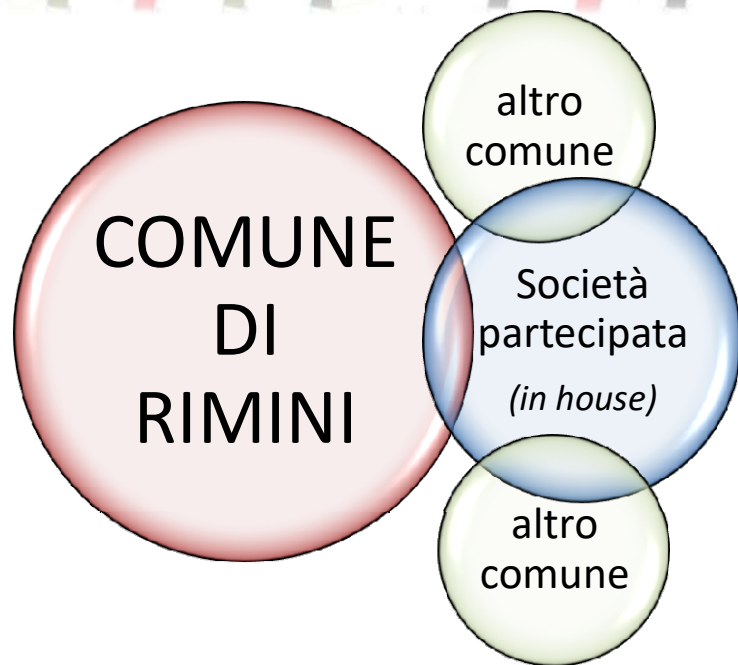 altro
comune
COMUNE
DI
RIMINI
Società
partecipata
(in house)
altro
comune